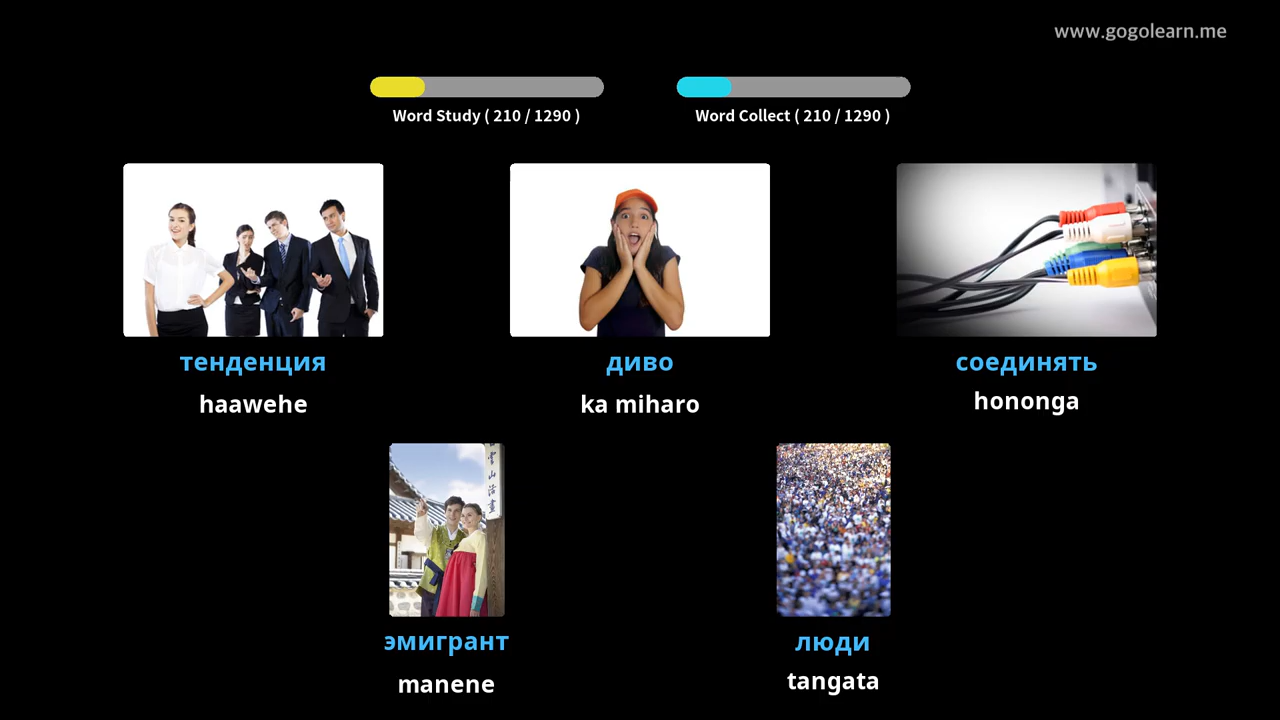 www.gogolearn.me
Word Study ( 210 / 1290 )
Word Collect ( 210 / 1290 )
тенденция
haawehe
диво
ka miharo
соединять
hononga
эмигрант
manene
люди
tangata